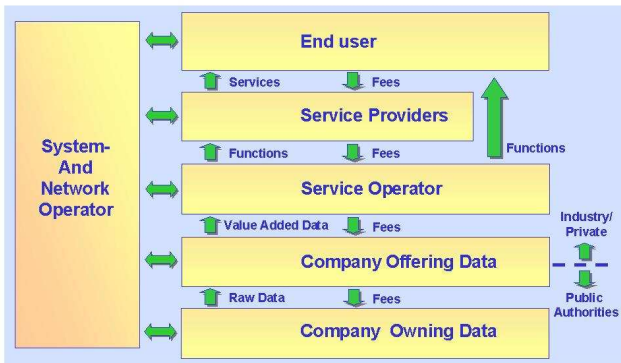 End user
Services
Fees
Service Providers
System-
And
Network
Operator
Functions
Fees
Functions
Service Operator
Value Added Data
Fees
Industry/
Private
Company Offering Data
Raw Data
Fees
Public
Authorities
Company Owning Data